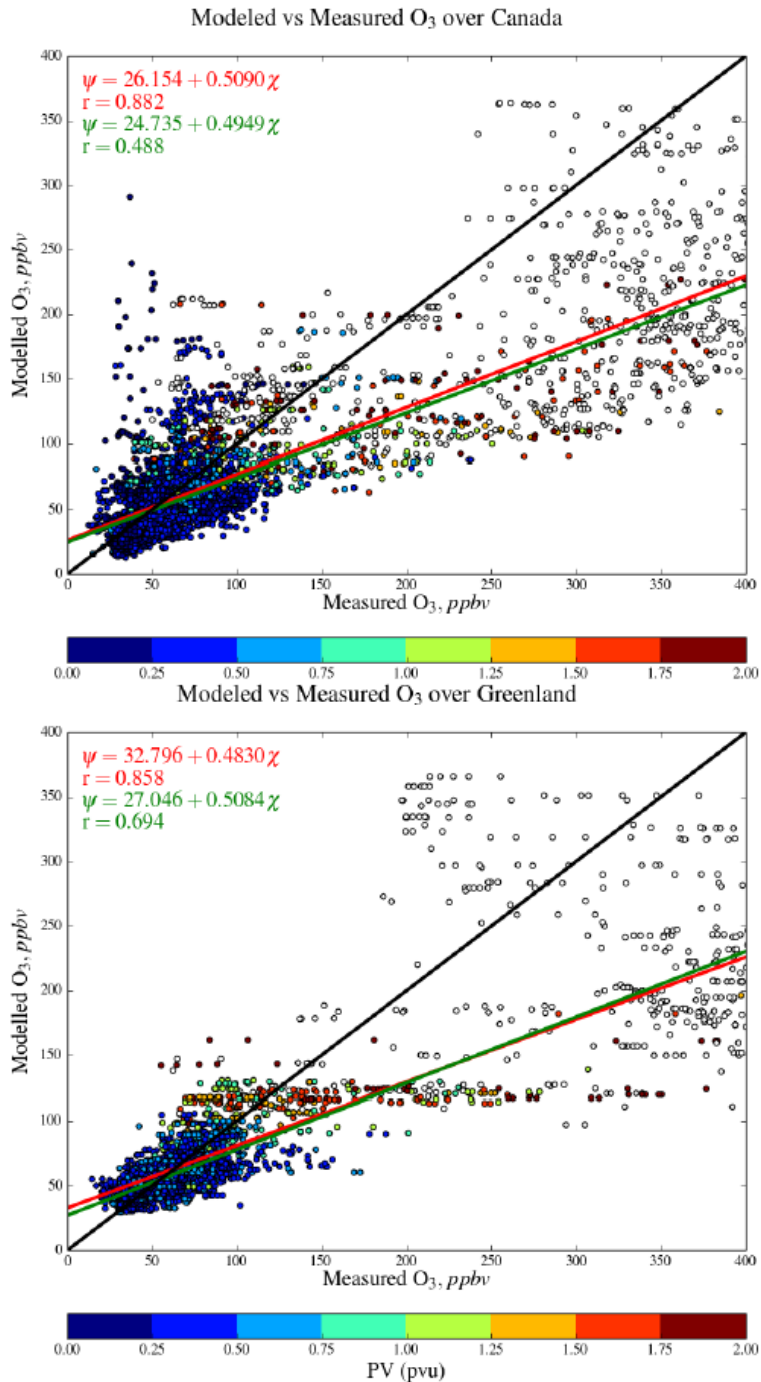 Modeled vs Measured O₃ over Canada
400
350
300
250
200
150
100
50
0
Modelled O₃, ppbv
ψ = 26.154 + 0.5090 χ
r = 0.882
ψ = 24.735 + 0.4949 χ
r = 0.488
0 50 100 150 200 250 300 350 400
Measured O₃, ppbv
0.00 0.25 0.50 0.75 1.00 1.25 1.50 1.75 2.00
Modeled vs Measured O₃ over Greenland
400
350
300
250
200
150
100
50
0
Modelled O₃, ppbv
ψ = 32.796 + 0.4830 χ
r = 0.858
ψ = 27.046 + 0.5084 χ
r = 0.694
0 50 100 150 200 250 300 350 400
Measured O₃, ppbv
0.00 0.25 0.50 0.75 1.00 1.25 1.50 1.75 2.00
PV (pvu)